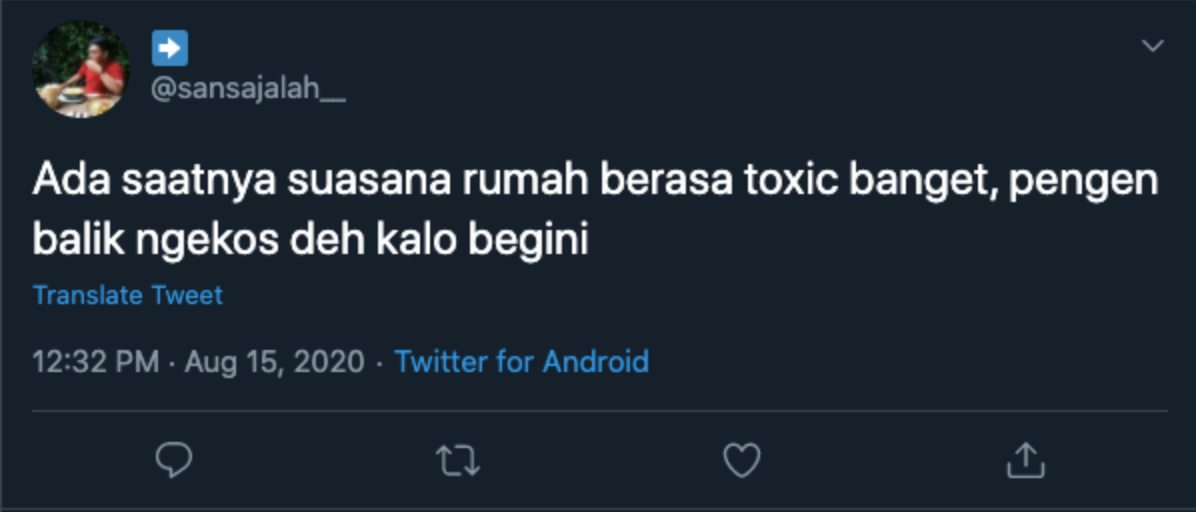 @sansajalah__
Ada saatnya suasana rumah berasa toxic banget, pengen
balik ngekos deh kalo begini
Translate Tweet
12:32 PM · Aug 15, 2020 · Twitter for Android